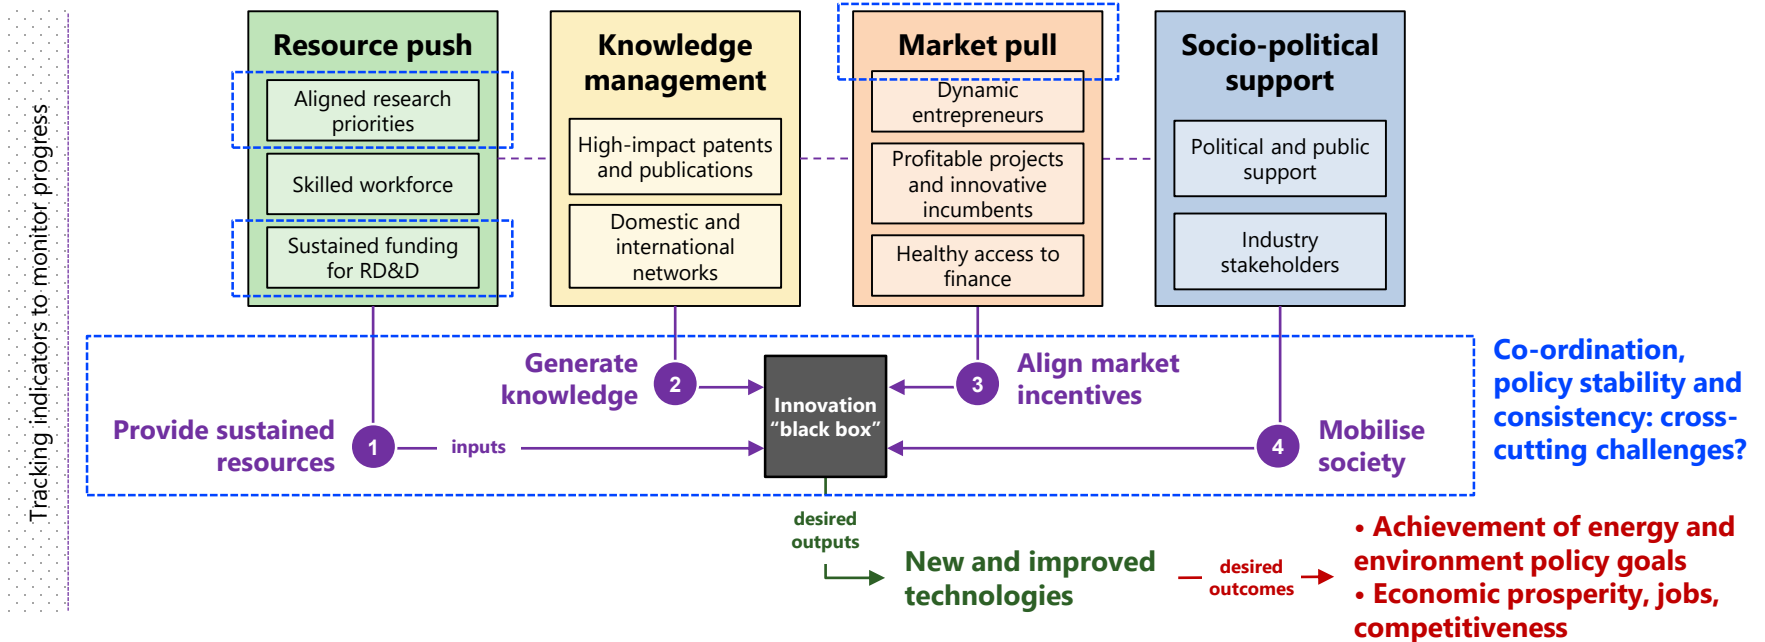 Tracking indicators to monitor progress
Resource push
Aligned research
priorities
Skilled workforce
Sustained funding
for RD&D
Knowledge
management
High-impact patents
and publications
Domestic and
international
networks
Market pull
Dynamic
entrepreneurs
Profitable projects
and innovative
incumbents
Healthy access to
finance
Socio-political
support
Political and public
support
Industry
stakeholders
Provide sustained
resources
1
inputs
Generate
knowledge
2
Innovation
“black box”
3
Align market
incentives
4
Mobilise
society
Co-ordination,
policy stability and
consistency: cross-
cutting challenges?
desired
outputs
New and improved
technologies
desired
outcomes
• Achievement of energy and
environment policy goals
• Economic prosperity, jobs,
competitiveness